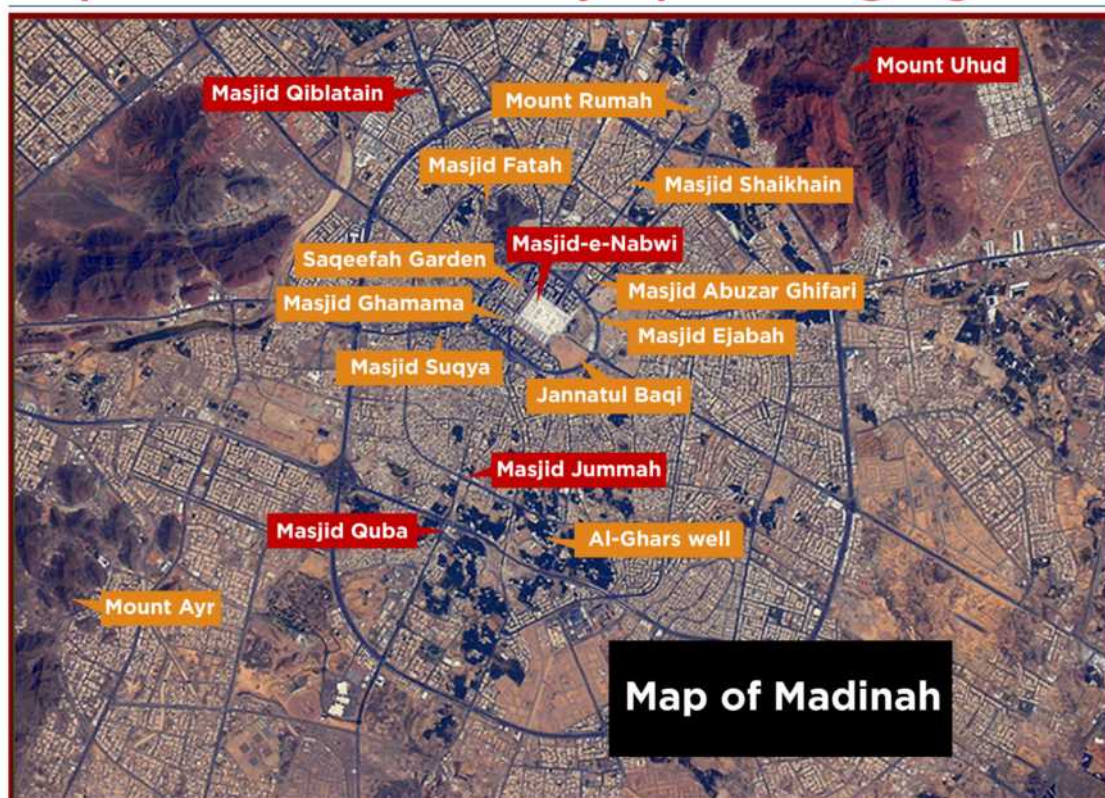 Mount Uhud
Masjid Qiblatain
Mount Rumah
Masjid Fatah
Masjid Shaikhain
Masjid-e-Nabwi
Saqeefah Garden
Masjid Abuzar Ghifari
Masjid Ghamama
Masjid Ejabah
Masjid Suqya
Jannatul Baqi
Masjid Jummah
Masjid Quba
Al-Ghars well
Mount Ayr
Map of Madinah